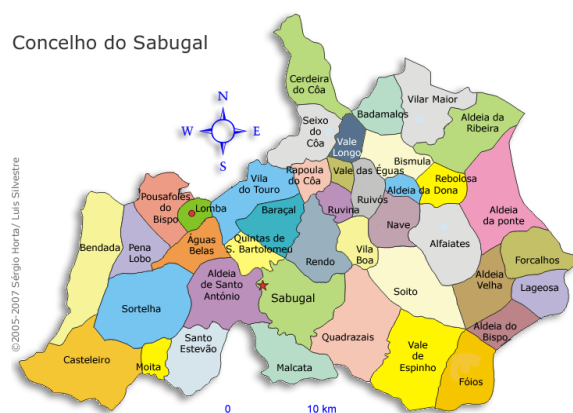 Concelho do Sabugal
Cerdeira
do Côa
N
W
E
S
Seixo
do Côa
Badamalos
Vilar Maior
Aldeia da
Ribeira
Vale
Longo
Bismula
Vila
do Touro
Rapoula
do Côa
Vale das Éguas
Aldeia da Dona
Rebolosa
Pousafoles
do
Bispo
Lomba
Baraçal
Ruvina
Ruivós
Nave
Aldeia
da ponte
Bendada
Pena
Lobo
Águas
Belas
Quintas de
S. Bartolomeu
Rendo
Vila
Boa
Alfaiates
Forcalhos
Aldeia
de Santo
António
Sabugal
Soito
Aldeia
Velha
Lageosa
Sortelha
Santo
Estevão
Quadrazais
Aldeia do
Bispo
Casteleiro
Moita
Malcata
Vale
de
Espinho
Fóios
0
10 km
©2005-2007 Sérgio Horta/ Luis Silvestre